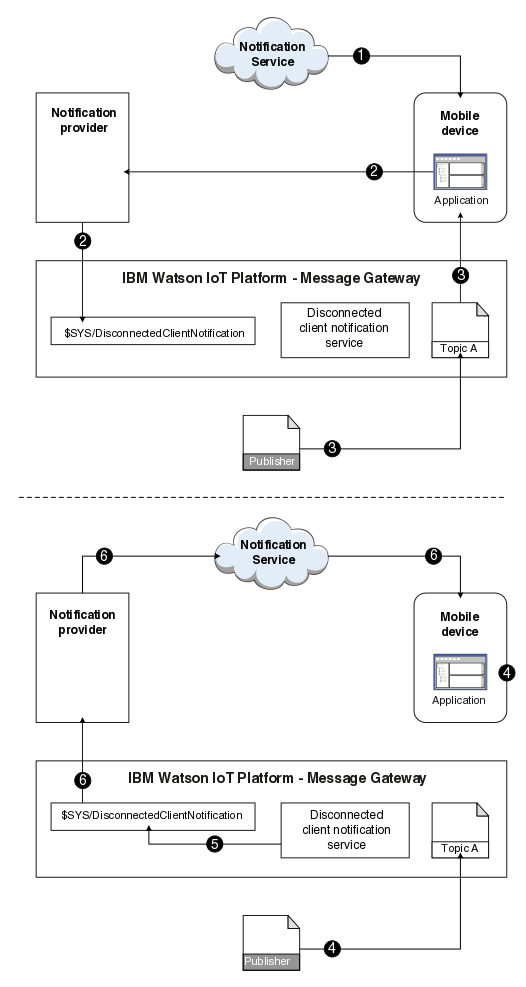 Notification
Service
1
Notification
provider
Mobile
device
2
Application
2
3
IBM Watson IoT Platform - Message Gateway
$SYS/DisconnectedClientNotification
Disconnected
client notification
service
Topic A
Publisher
3
6
Notification
Service
6
Notification
provider
Mobile
device
4
Application
6
IBM Watson IoT Platform - Message Gateway
$SYS/DisconnectedClientNotification
5
Disconnected
client notification
service
Topic A
Publisher
4